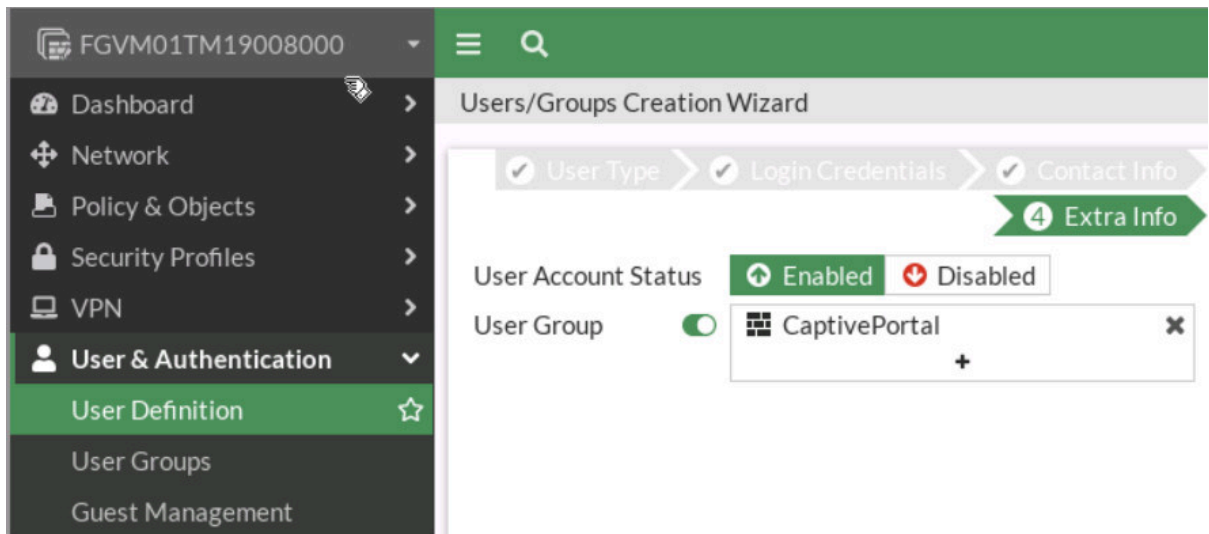 FGVM01TM19008000
Dashboard
Network
Policy & Objects
Security Profiles
VPN
User & Authentication
User Definition
User Groups
Guest Management
Users/Groups Creation Wizard
User Type
Login Credentials
Contact Info
4 Extra Info
User Account Status
Enabled
Disabled
User Group
CaptivePortal
+